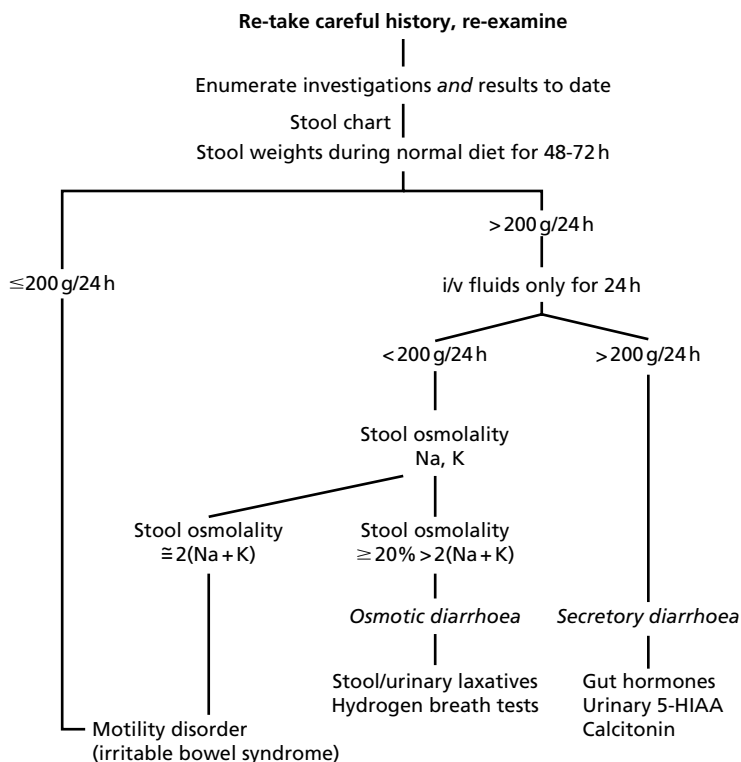 Re-take careful history, re-examine
Enumerate investigations and results to date
Stool chart
Stool weights during normal diet for 48-72 h
>200 g/24 h
≤200 g/24 h
i/v fluids only for 24 h
<200 g/24 h
>200 g/24 h
Stool osmolality
Na, K
Stool osmolality
≅2(Na+K)
Stool osmolality
≥20%>2(Na+K)
Osmotic diarrhoea
Secretory diarrhoea
Stool/urinary laxatives
Hydrogen breath tests
Gut hormones
Urinary 5-HIAA
Calcitonin
Motility disorder
(irritable bowel syndrome)